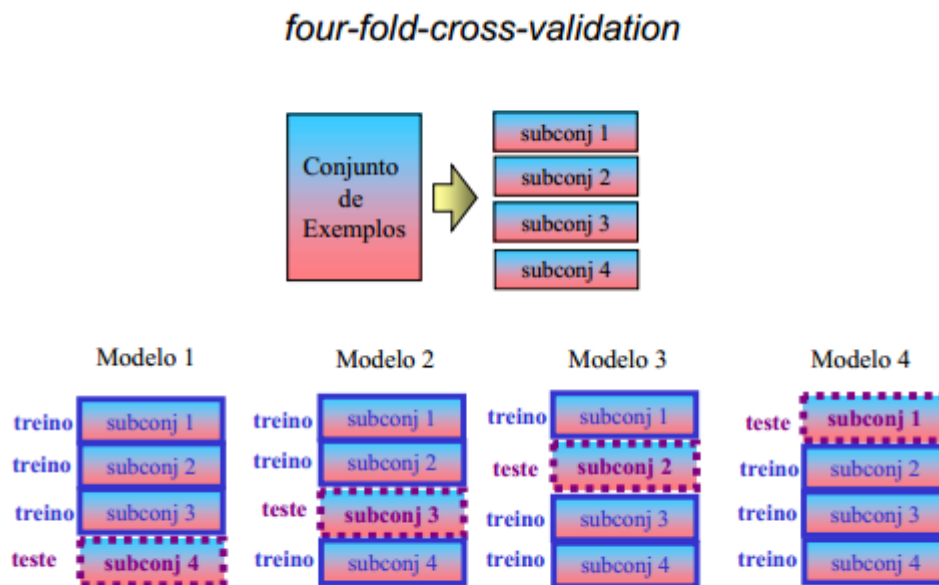 four-fold-cross-validation
Conjunto
de
Exemplos
subconj 1
subconj 2
subconj 3
subconj 4
Modelo 1
treino subconj 1
treino subconj 2
treino subconj 3
teste subconj 4
Modelo 2
treino subconj 1
treino subconj 2
teste subconj 3
treino subconj 4
Modelo 3
treino subconj 1
teste subconj 2
treino subconj 3
treino subconj 4
Modelo 4
teste subconj 1
treino subconj 2
treino subconj 3
treino subconj 4